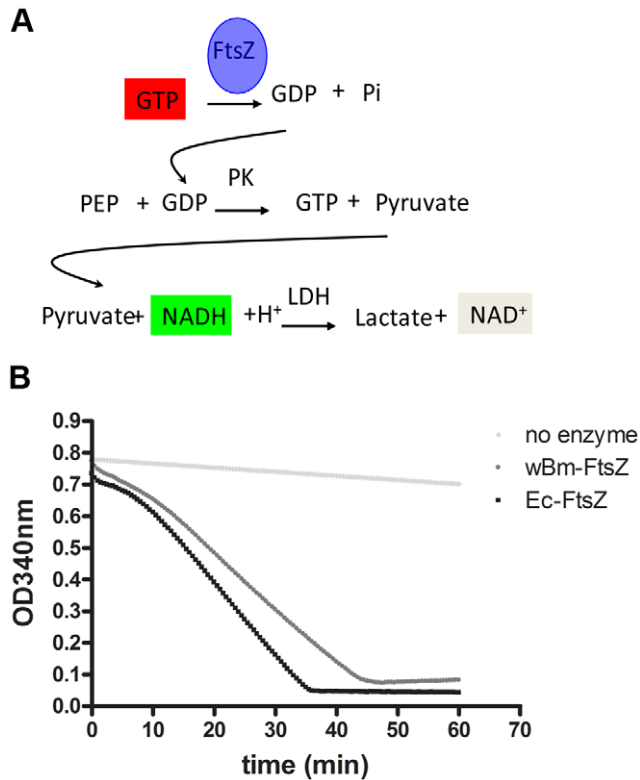 A
FtsZ
GTP GDP + Pi
PK
PEP + GDP GTP + Pyruvate
LDH
Pyruvate+ NADH +H⁺ Lactate+ NAD⁺
B
0.9
0.8
0.7
0.6
0.5
0.4
0.3
0.2
0.1
0.0
OD340nm
0 10 20 30 40 50 60 70
time (min)
no enzyme
wBm-FtsZ
Ec-FtsZ